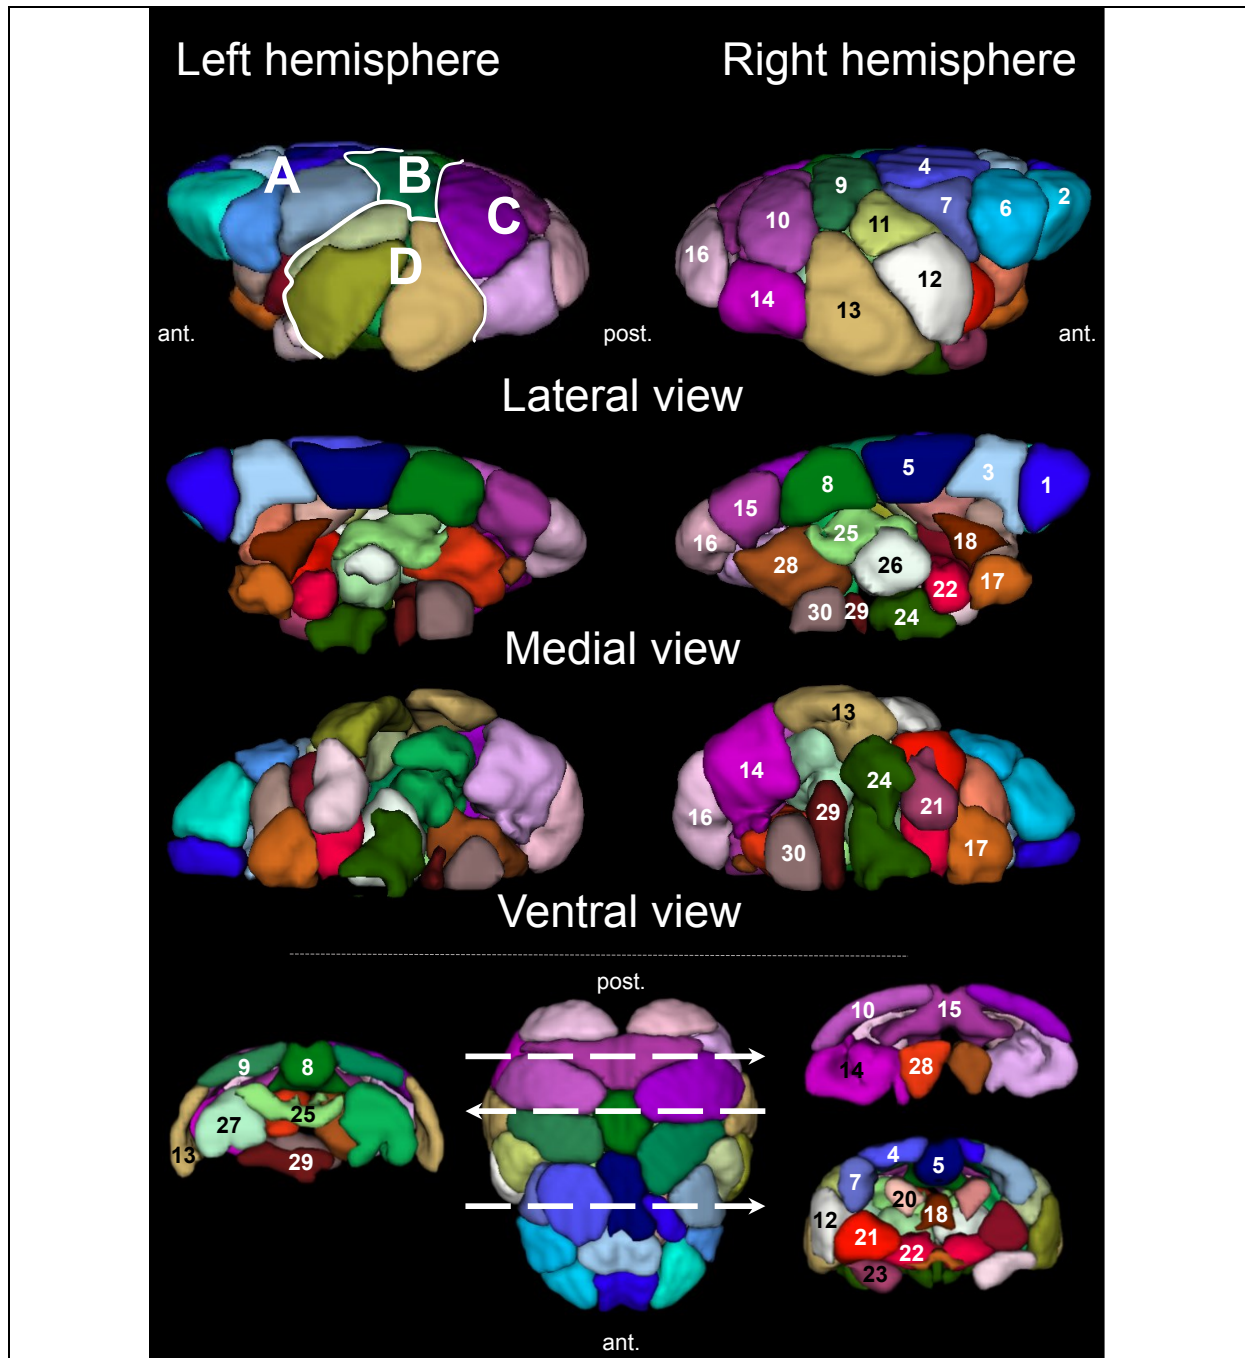 Left hemisphere Right hemisphere
A B C D
4 9 7 2 10 6 11 16 12 14 13
ant. post. ant.
Lateral view
5 3 1 8 15 25 16 18 28 26 17 22 30 29 24
Medial view
13 14 24 29 21 16 30 17
Ventral view
post.
10 15
14 28
9 8
25 27
13 29
4 5
7 20
12 18
21 22
23
ant.